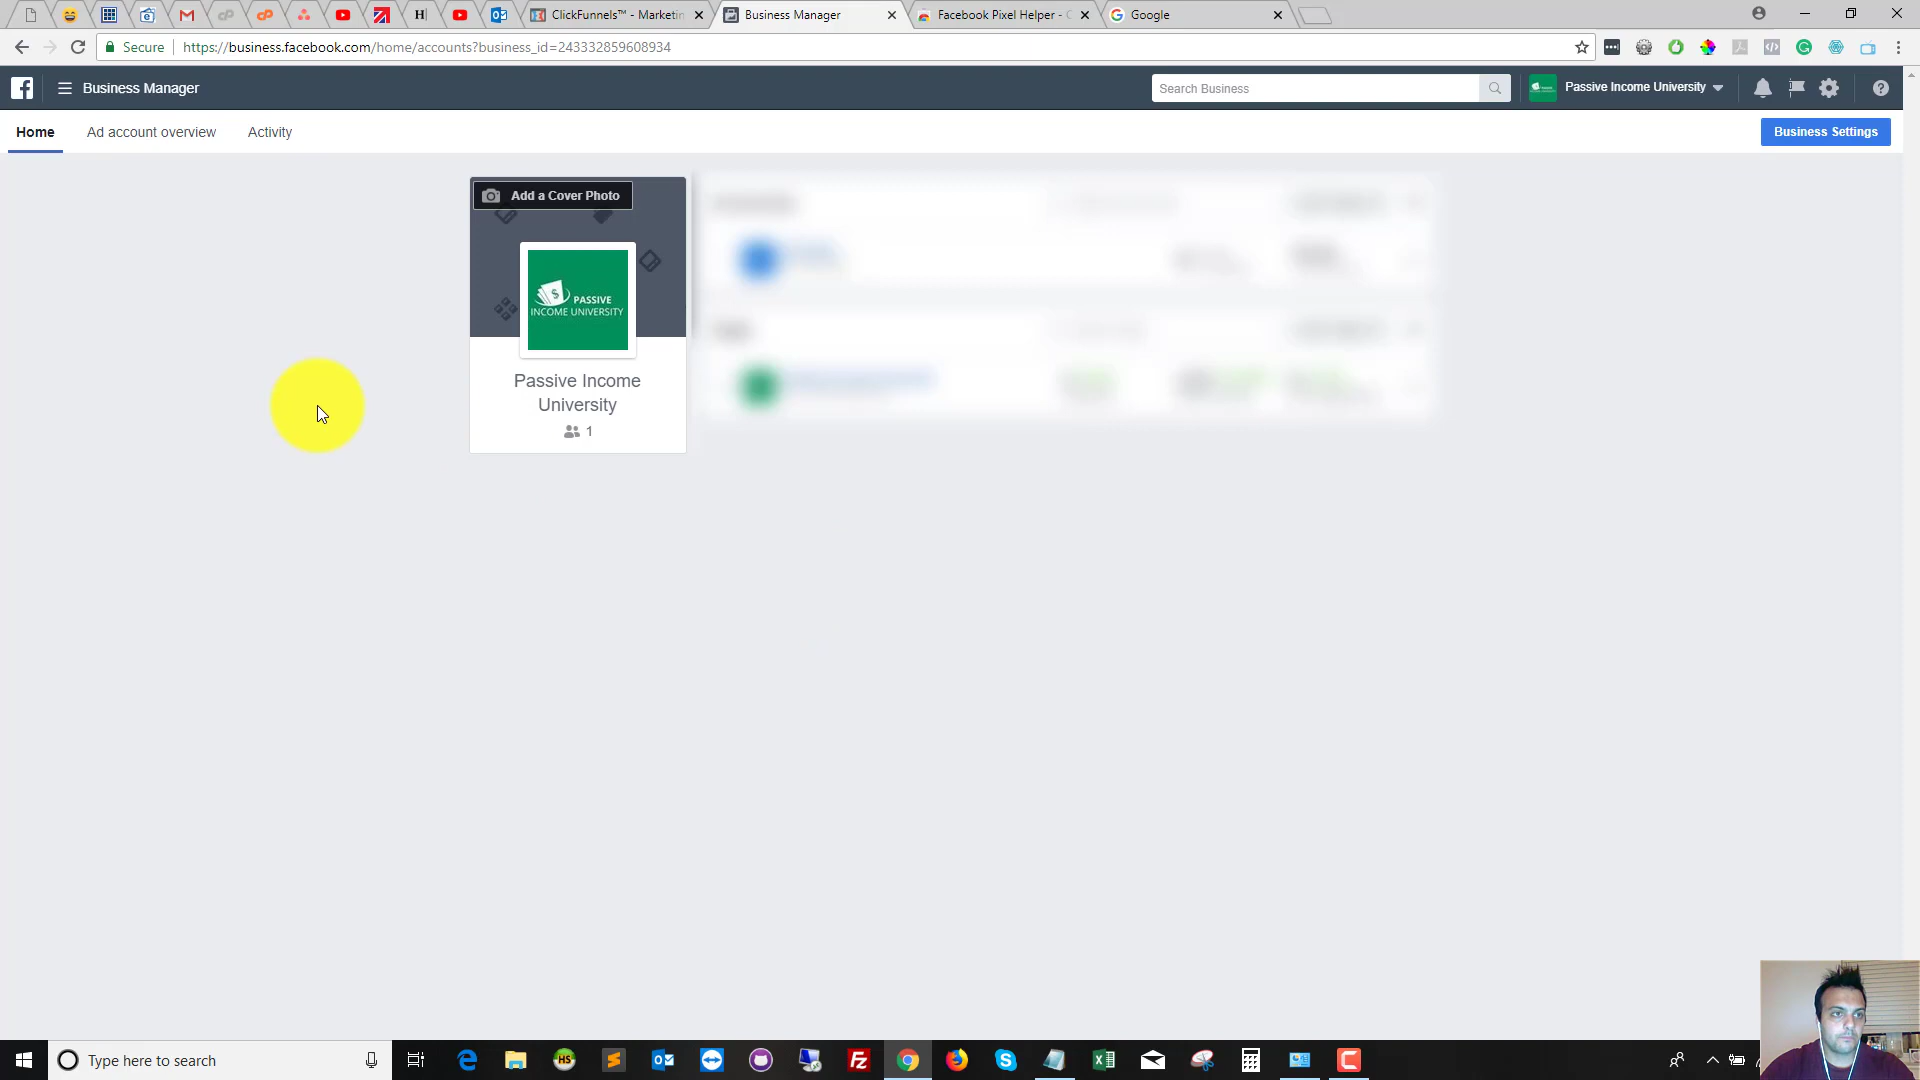 ClickFunnels™ - Marketin
Business Manager
Facebook Pixel Helper - C
Google
Secure
https://business.facebook.com/home/accounts?business_id=243332859608934
Business Manager
Search Business
Passive Income University
Home
Ad account overview
Activity
Business Settings
Add a Cover Photo
PASSIVE
INCOME UNIVERSITY
Passive Income
University
1
Type here to search